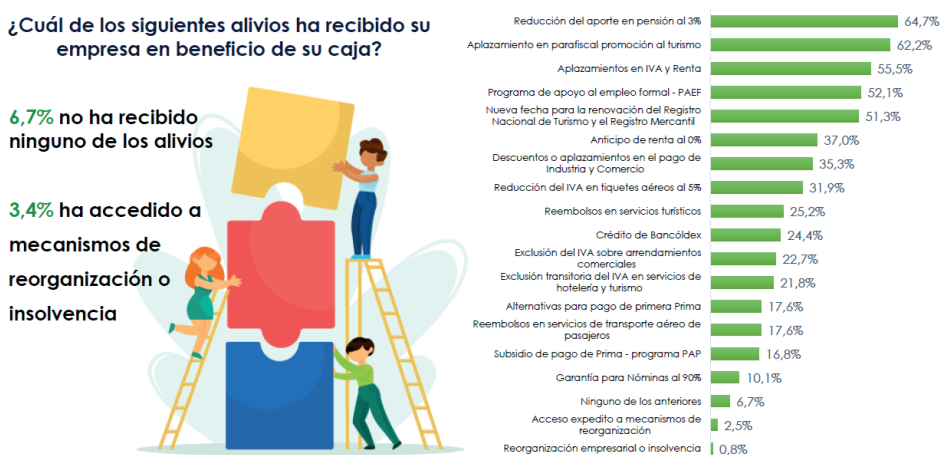 ¿Cuál de los siguientes alivios ha recibido su
empresa en beneficio de su caja?
6,7% no ha recibido
ninguno de los alivios
3,4% ha accedido a
mecanismos de
reorganización o
insolvencia
Reducción del aporte en pensión al 3% 64,7%
Aplazamiento en parafiscal promoción al turismo 62,2%
Aplazamientos en IVA y Renta 55,5%
Programa de apoyo al empleo formal - PAEF 52,1%
Nueva fecha para la renovación del Registro
Nacional de Turismo y el Registro Mercantil 51,3%
Anticipo de renta al 0% 37,0%
Descuentos o aplazamientos en el pago de
Industria y Comercio 35,3%
Reducción del IVA en tiquetes aéreos al 5% 31,9%
Reembolsos en servicios turísticos 25,2%
Crédito de Bancóldex 24,4%
Exclusión del IVA sobre arrendamientos
comerciales 22,7%
Exclusión transitoria del IVA en servicios de
hotelería y turismo 21,8%
Alternativas para pago de primera Prima 17,6%
Reembolsos en servicios de transporte aéreo de
pasajeros 17,6%
Subsidio de pago de Prima - programa PAP 16,8%
Garantía para Nóminas al 90% 10,1%
Ninguno de los anteriores 6,7%
Acceso expedito a mecanismos de
reorganización 2,5%
Reorganización empresarial o insolvencia 0,8%